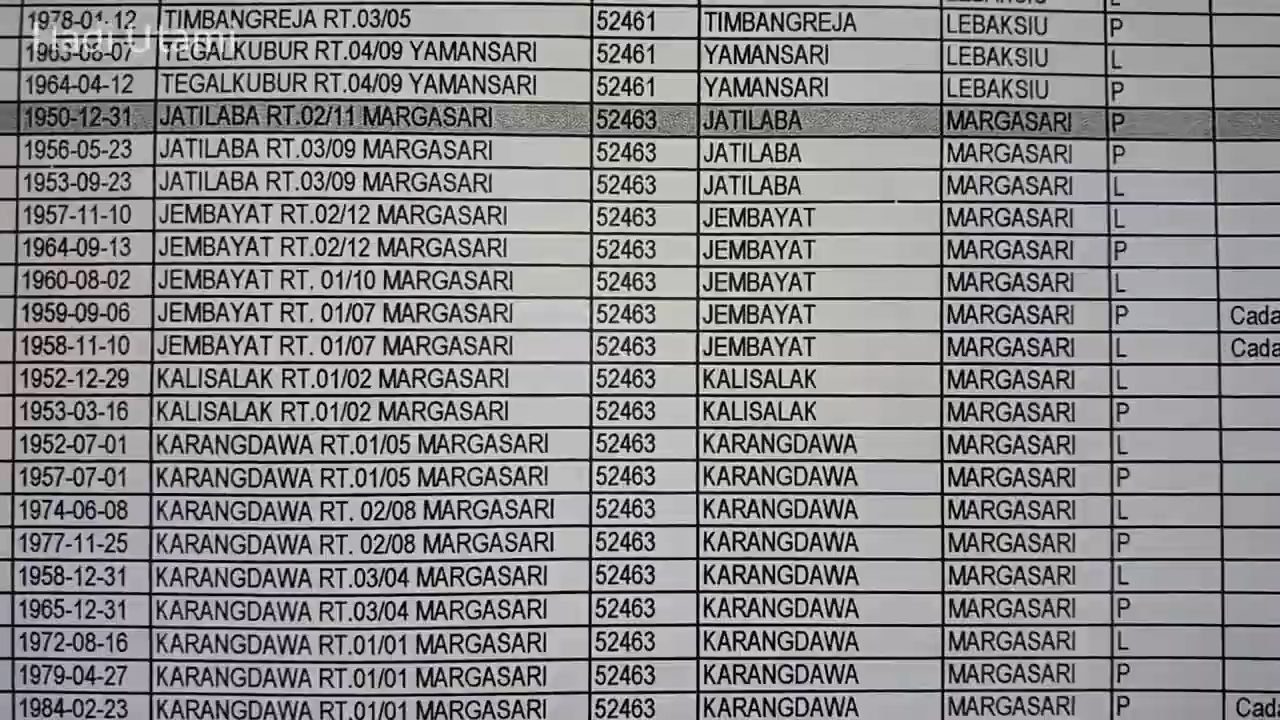 1978-01-12 TIMBANGREJA RT.03/05 52461 TIMBANGREJA LEBAKSIU P
Hadi Utami
1963-08-07 TEGALKUBUR RT.04/09 YAMANSARI 52461 YAMANSARI LEBAKSIU L
1964-04-12 TEGALKUBUR RT.04/09 YAMANSARI 52461 YAMANSARI LEBAKSIU P
1950-12-31 JATILABA RT.02/11 MARGASARI 52463 JATILABA MARGASARI P
1956-05-23 JATILABA RT.03/09 MARGASARI 52463 JATILABA MARGASARI P
1953-09-23 JATILABA RT.03/09 MARGASARI 52463 JATILABA MARGASARI L
1957-11-10 JEMBAYAT RT.02/12 MARGASARI 52463 JEMBAYAT MARGASARI L
1964-09-13 JEMBAYAT RT.02/12 MARGASARI 52463 JEMBAYAT MARGASARI P
1960-08-02 JEMBAYAT RT. 01/10 MARGASARI 52463 JEMBAYAT MARGASARI L
1959-09-06 JEMBAYAT RT. 01/07 MARGASARI 52463 JEMBAYAT MARGASARI P Cada
1958-11-10 JEMBAYAT RT. 01/07 MARGASARI 52463 JEMBAYAT MARGASARI L Cada
1952-12-29 KALISALAK RT.01/02 MARGASARI 52463 KALISALAK MARGASARI L
1953-03-16 KALISALAK RT.01/02 MARGASARI 52463 KALISALAK MARGASARI P
1952-07-01 KARANGDAWA RT.01/05 MARGASARI 52463 KARANGDAWA MARGASARI L
1957-07-01 KARANGDAWA RT.01/05 MARGASARI 52463 KARANGDAWA MARGASARI P
1974-06-08 KARANGDAWA RT. 02/08 MARGASARI 52463 KARANGDAWA MARGASARI L
1977-11-25 KARANGDAWA RT. 02/08 MARGASARI 52463 KARANGDAWA MARGASARI P
1958-12-31 KARANGDAWA RT.03/04 MARGASARI 52463 KARANGDAWA MARGASARI L
1965-12-31 KARANGDAWA RT.03/04 MARGASARI 52463 KARANGDAWA MARGASARI P
1972-08-16 KARANGDAWA RT.01/01 MARGASARI 52463 KARANGDAWA MARGASARI L
1979-04-27 KARANGDAWA RT.01/01 MARGASARI 52463 KARANGDAWA MARGASARI P
1984-02-23 KARANGDAWA RT.01/01 MARGASARI 52463 KARANGDAWA MARGASARI P Cada